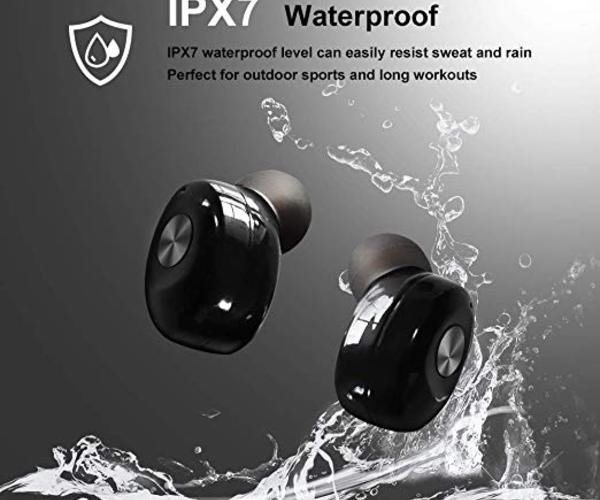 IPX7 Waterproof
IPX7 waterproof level can easily resist sweat and rain
Perfect for outdoor sports and long workouts